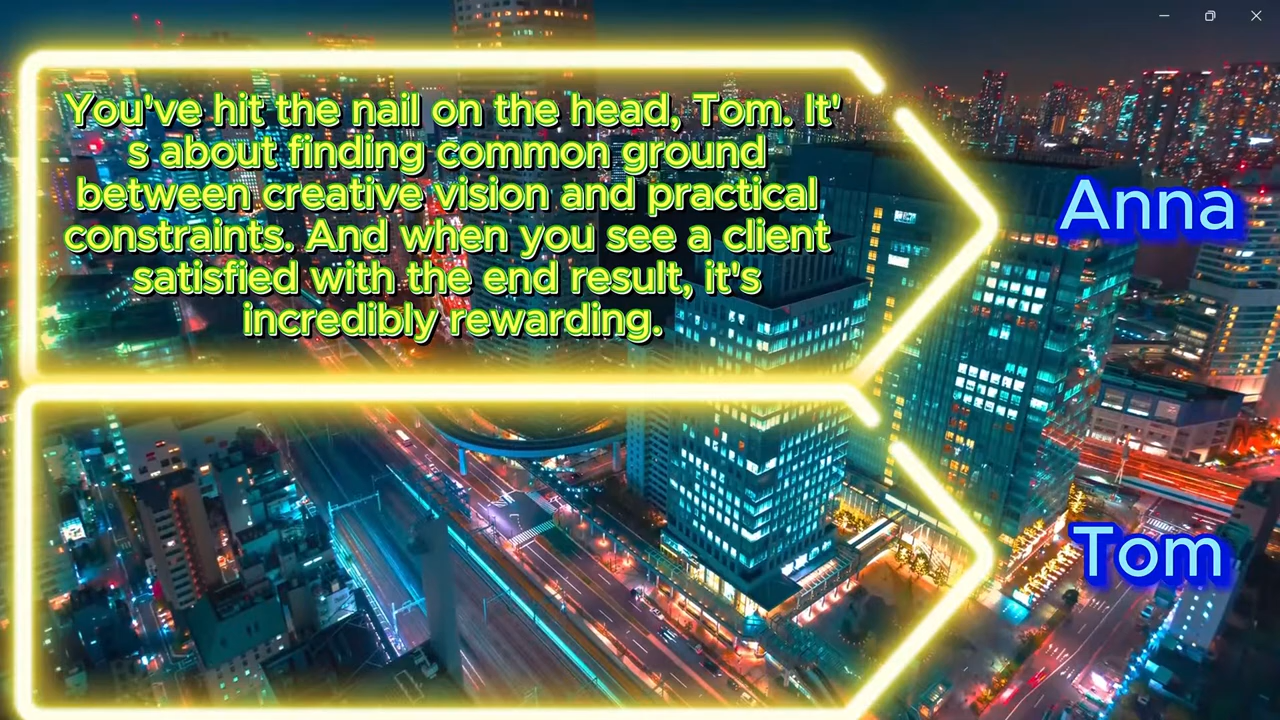 You've hit the nail on the head, Tom. It'
s about finding common ground
between creative vision and practical
constraints. And when you see a client
satisfied with the end result, it's
incredibly rewarding.
Anna
Tom